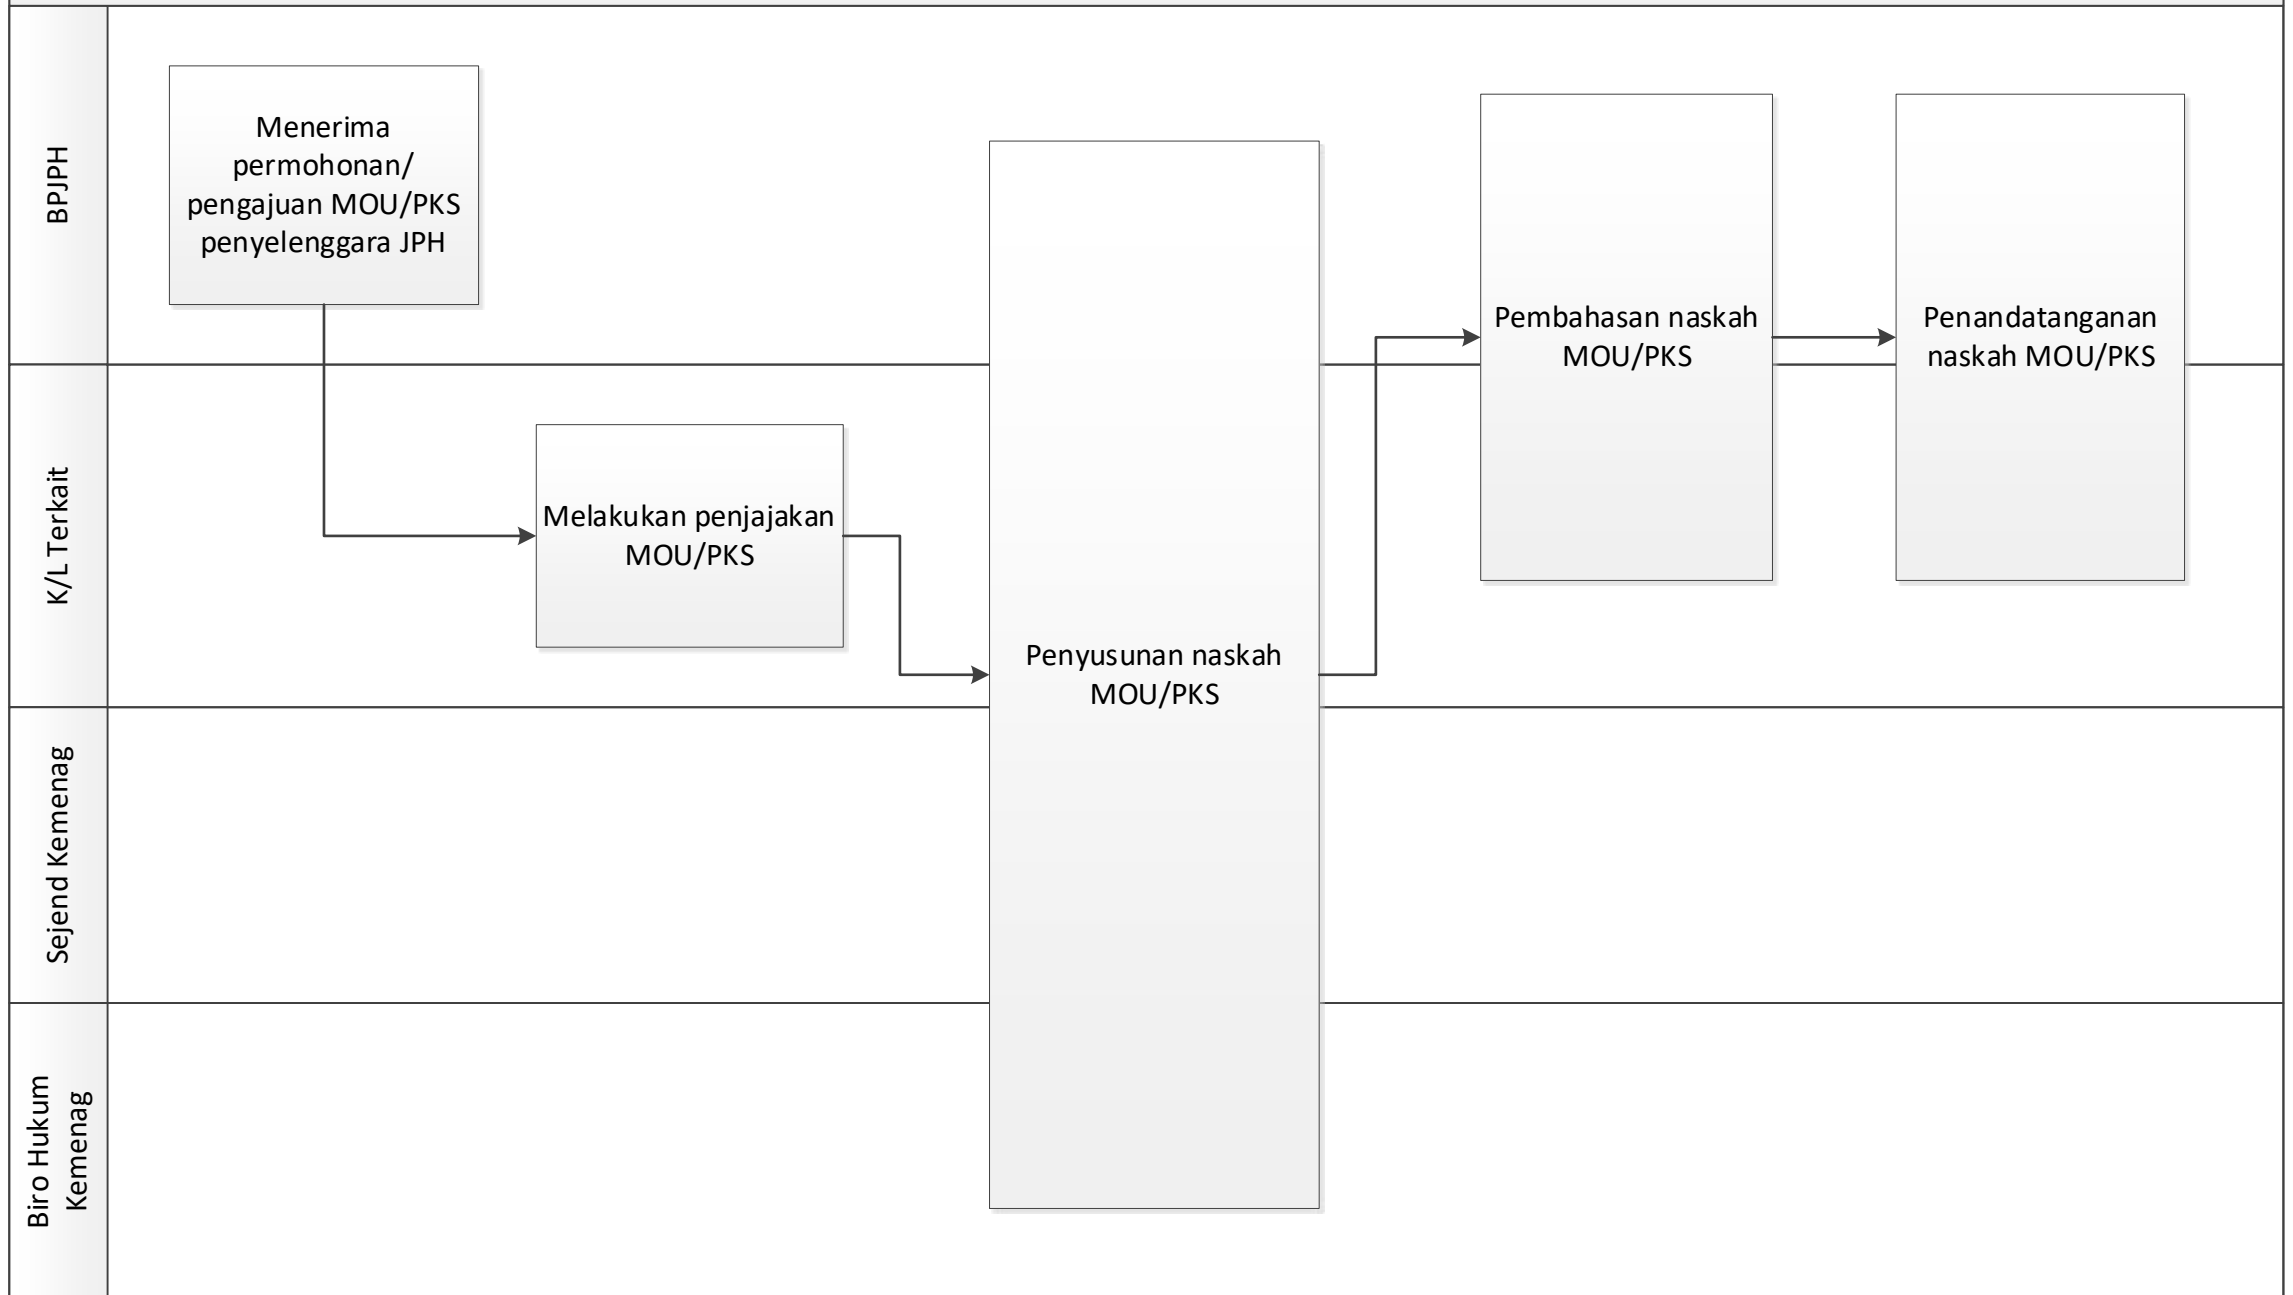 BPJPH
Menerima
permohonan/
pengajuan MOU/PKS
penyelenggara JPH
Pembahasan naskah
MOU/PKS
Penandatanganan
naskah MOU/PKS
K/L Terkait
Melakukan penjajakan
MOU/PKS
Penyusunan naskah
MOU/PKS
Sejend Kemenag
Biro Hukum
Kemenag